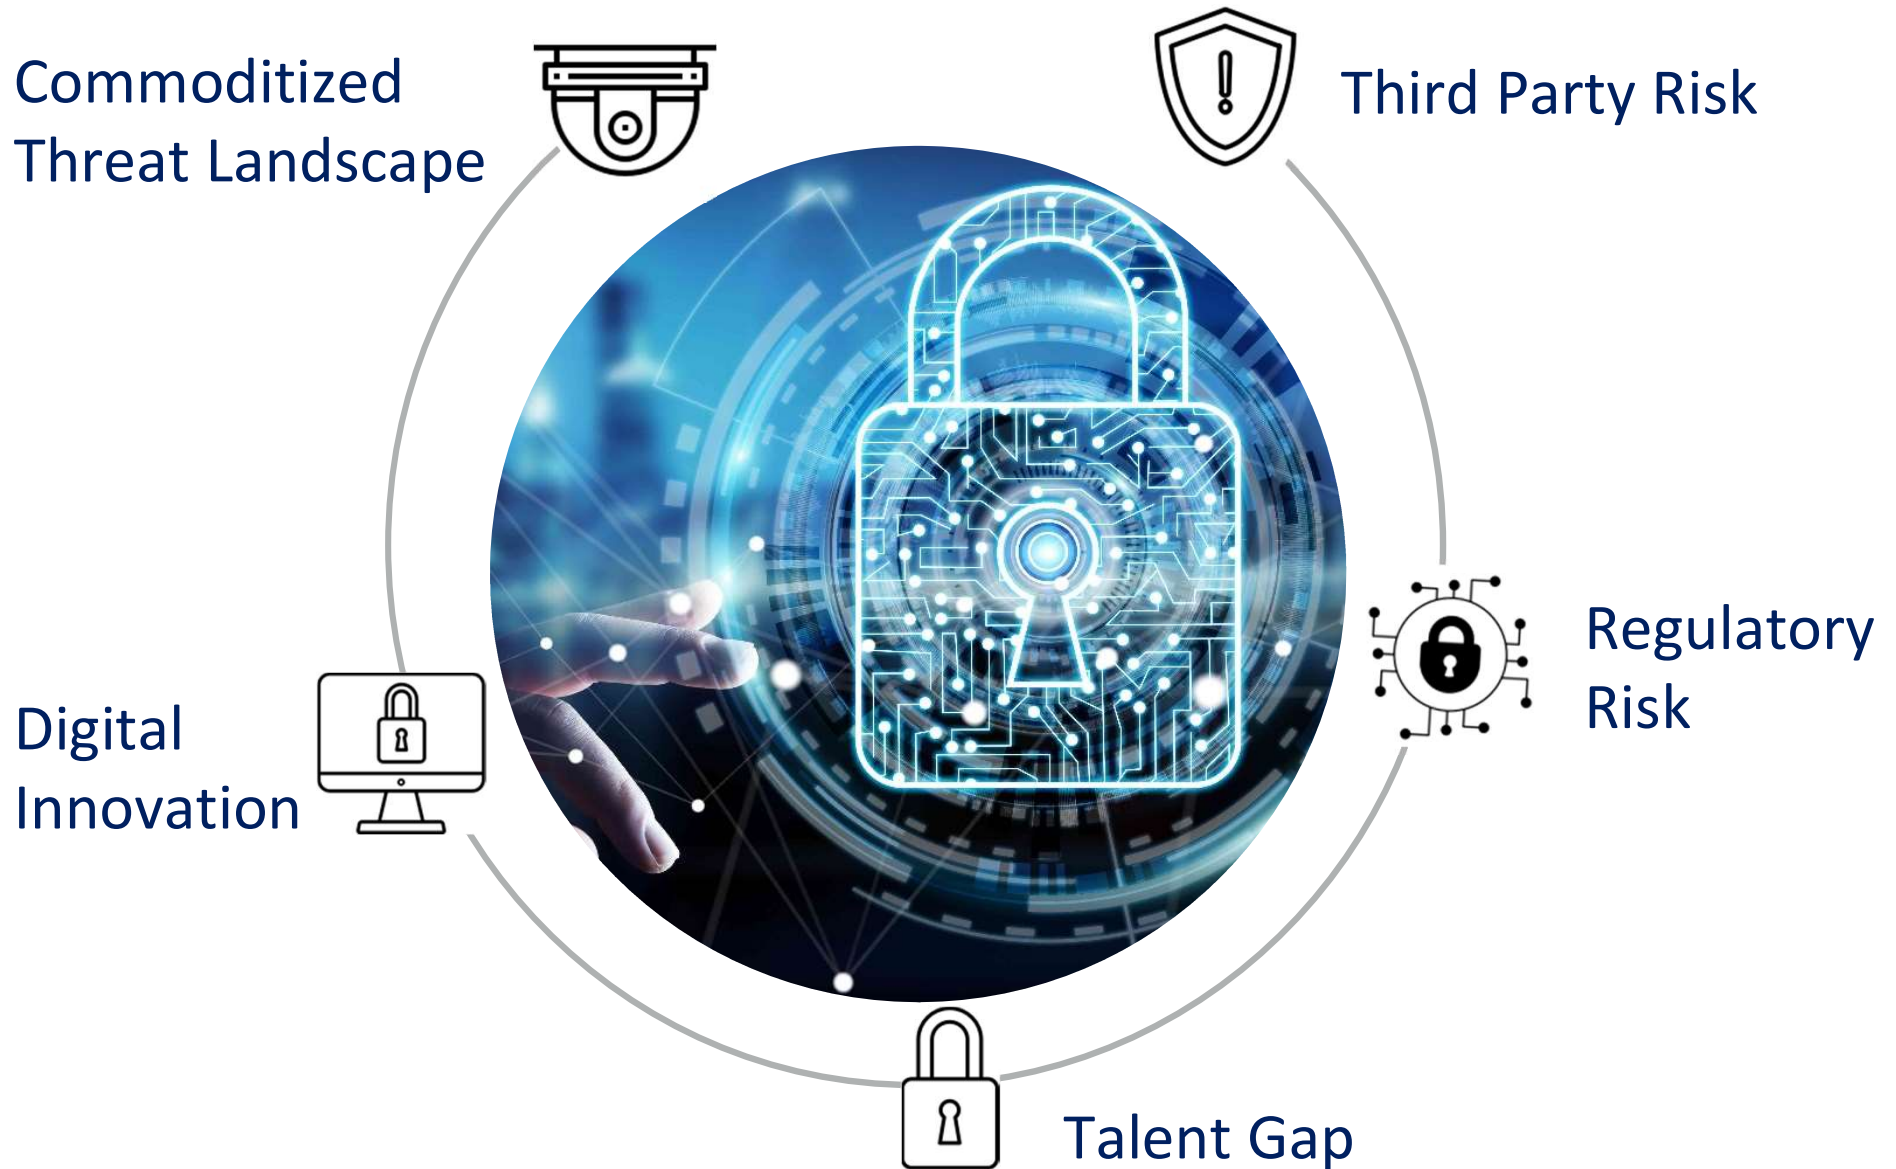 Commoditized
Threat Landscape
Third Party Risk
Regulatory
Risk
Digital
Innovation
Talent Gap